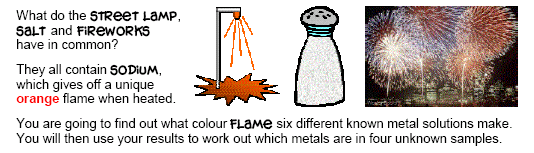 What do the STREET LAMP,
SALT and FIREWORKS
have in common?
They all contain SODIUM,
which gives off a unique
orange flame when heated.
You are going to find out what colour FLAME six different known metal solutions make.
You will then use your results to work out which metals are in four unknown samples.